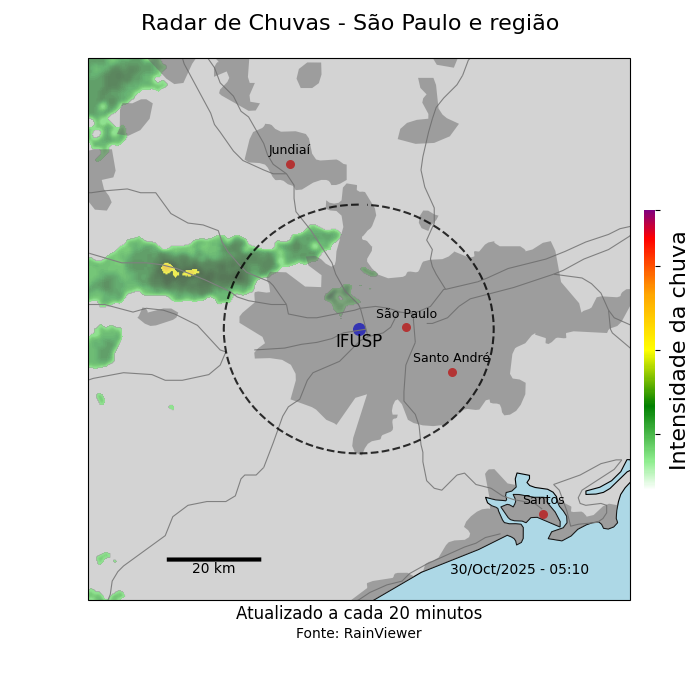 Radar de Chuvas - São Paulo e região
Jundiaí
São Paulo
IFUSP
Santo André
Intensidade da chuva
Santos
20 km
30/Oct/2025 - 05:10
Atualizado a cada 20 minutos
Fonte: RainViewer